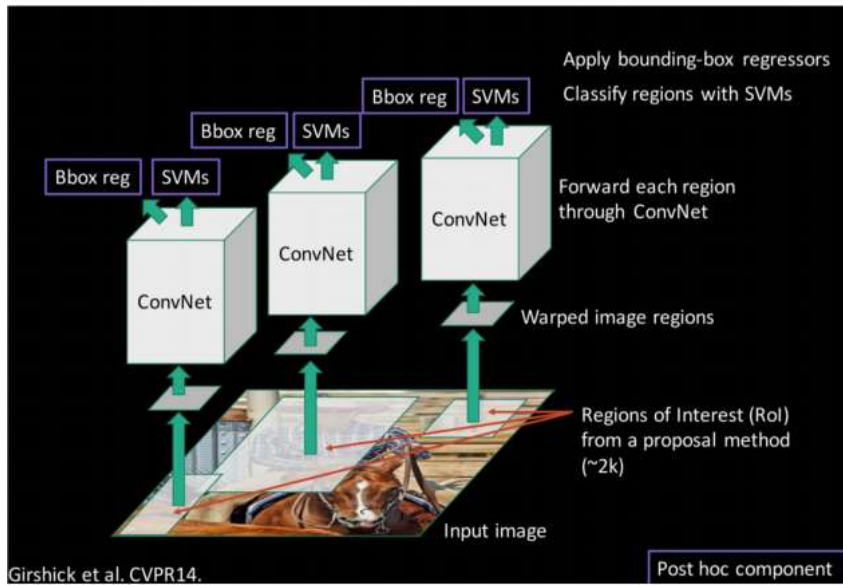 Apply bounding-box regressors
Bbox reg SVMs
Classify regions with SVMs
Bbox reg SVMs
Bbox reg SVMs
ConvNet
Forward each region
through ConvNet
ConvNet
ConvNet
Warped image regions
Regions of Interest (RoI)
from a proposal method
(~2k)
Input image
Girshick et al. CVPR14.
Post hoc component